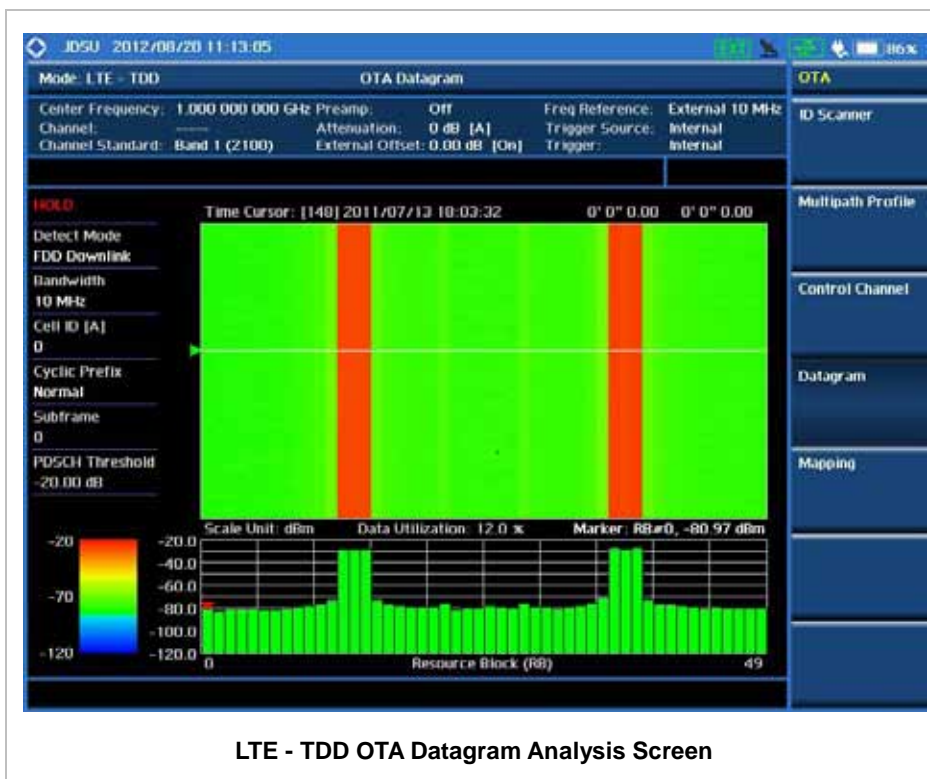 JDSU 2012/08/20 11:13:05
86%
Mode: LTE - TDD OTA Datagram
OTA
Center Frequency: 1.000 000 000 GHz Preamp: Off Freq Reference: External 10 MHz
Channel: ---- Attenuation: 0 dB [A] Trigger Source: Internal
Channel Standard: Band 1 (2100) External Offset: 0.00 dB [On] Trigger: Internal
ID Scanner
Multipath Profile
Control Channel
Datagram
Mapping
HOLD
Time Cursor: [148] 2011/07/13 18:03:32 0' 0" 0.00 0' 0" 0.00
Detect Mode
FDD Downlink
Bandwidth
10 MHz
Cell ID [A]
0
Cyclic Prefix
Normal
Subframe
0
PDSCH Threshold
-20.00 dB
Scale Unit: dBm Data Utilization: 12.0 % Marker: RB#0, -80.97 dBm
-20
-70
-120
-20.0
-40.0
-60.0
-80.0
-100.0
-120.0
0 Resource Block (RB) 49
LTE - TDD OTA Datagram Analysis Screen